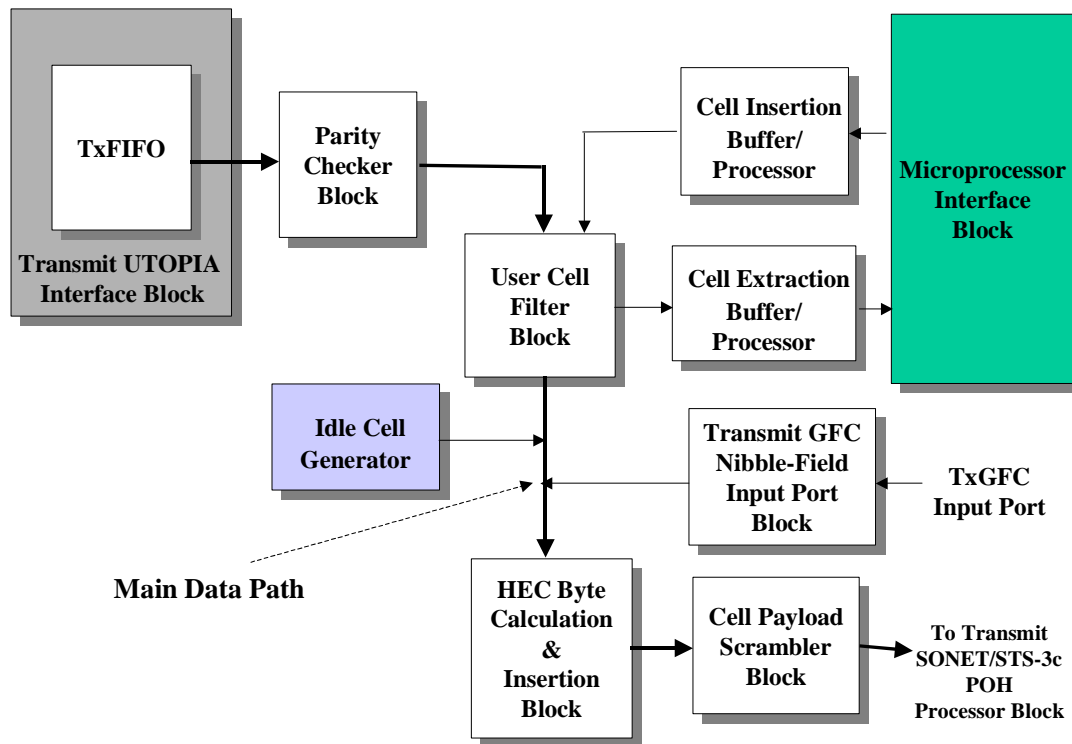 TxFIFO
Transmit UTOPIA
Interface Block
Parity
Checker
Block
Cell Insertion
Buffer/
Processor
Microprocessor
Interface
Block
User Cell
Filter
Block
Cell Extraction
Buffer/
Processor
Idle Cell
Generator
Transmit GFC
Nibble-Field
Input Port
Block
TxGFC
Input Port
Main Data Path
HEC Byte
Calculation
&
Insertion
Block
Cell Payload
Scrambler
Block
To Transmit
SONET/STS-3c
POH
Processor Block